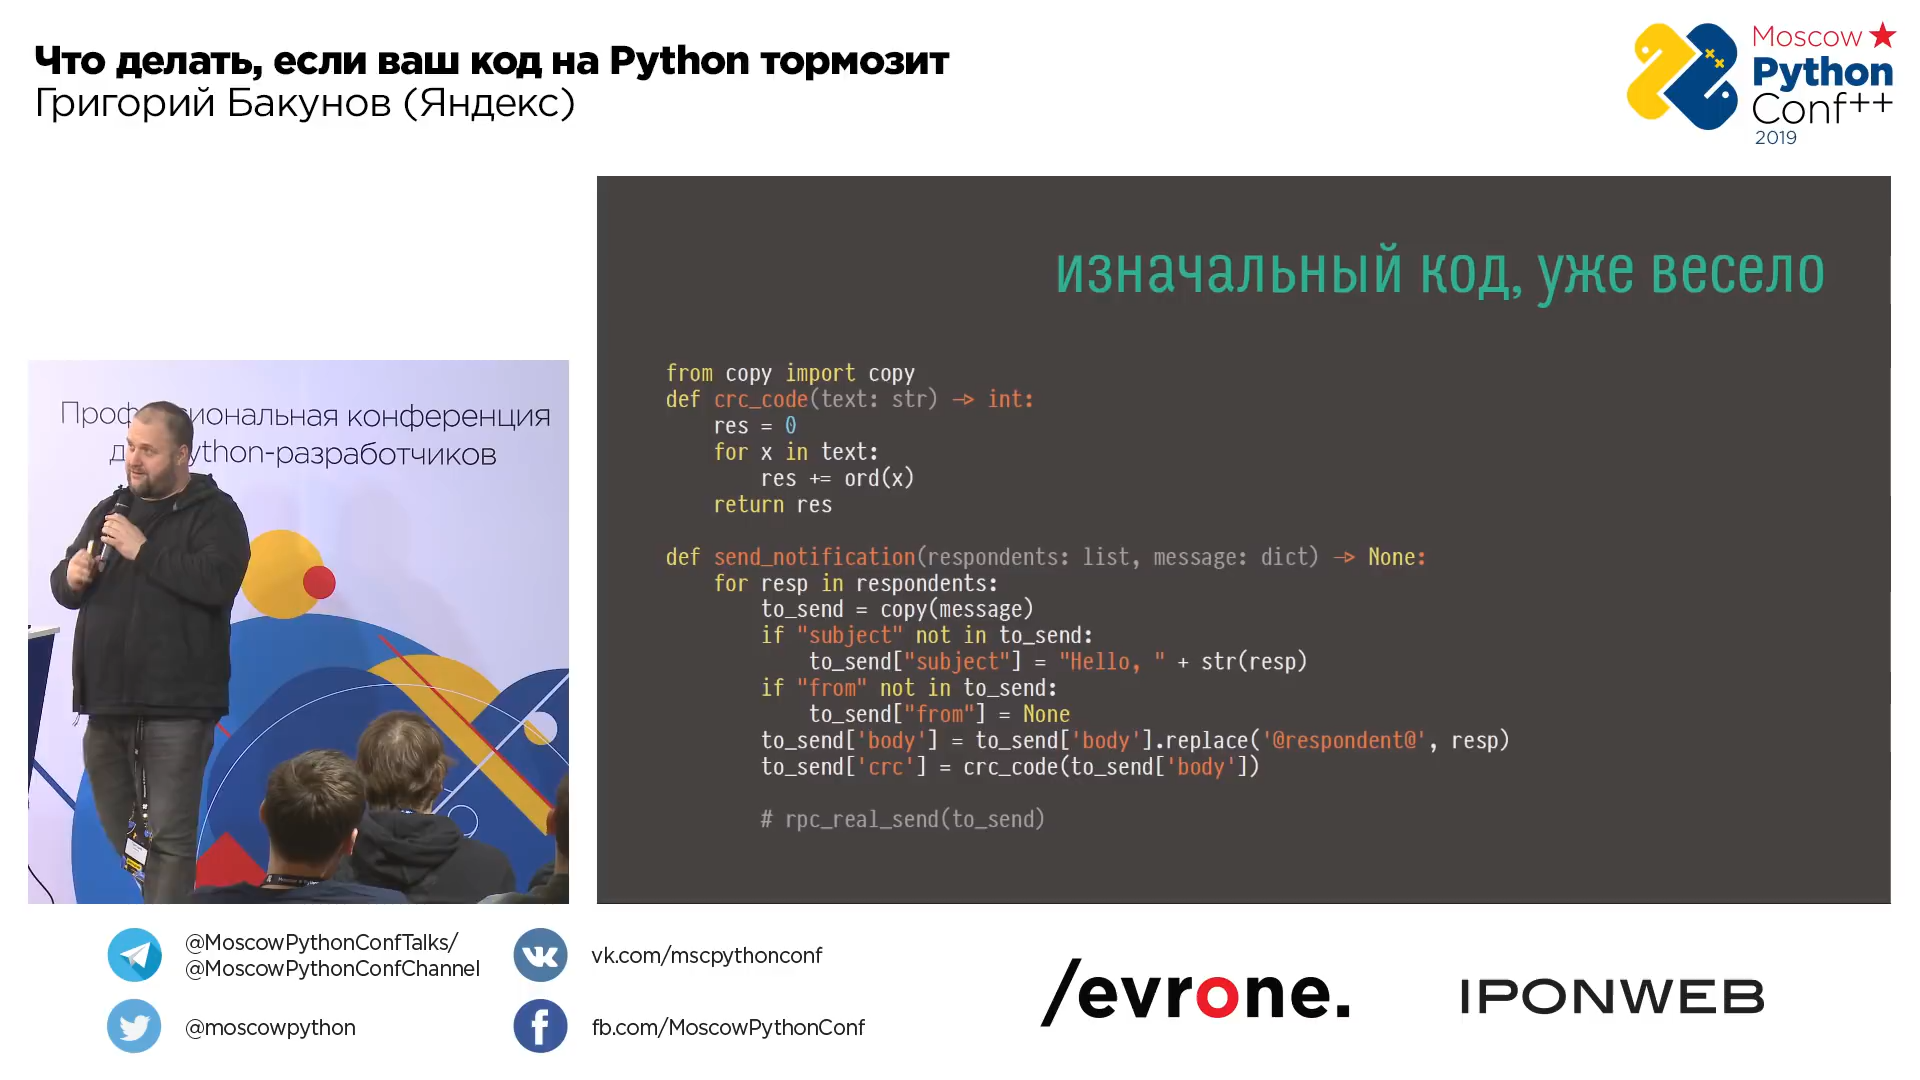 Что делать, если ваш код на Python тормозит
Григорий Бакунов (Яндекс)
Moscow
Python
Conf++
2019
изначальный код, уже весело
from copy import copy
def crc_code(text: str) -> int:
    res = 0
    for x in text:
        res += ord(x)
    return res
def send_notification(respondents: list, message: dict) -> None:
    for resp in respondents:
        to_send = copy(message)
        if "subject" not in to_send:
            to_send["subject"] = "Hello, " + str(resp)
        if "from" not in to_send:
            to_send["from"] = None
        to_send['body'] = to_send['body'].replace('@respondent@', resp)
        to_send['crc'] = crc_code(to_send['body'])
        # rpc_real_send(to_send)
конференция
ython-разработчиков
@MoscowPythonConfTalks/
@MoscowPythonConfChannel
vk.com/mscpythonconf
@moscowpython
fb.com/MoscowPythonConf
/evrone.
IPONWEB